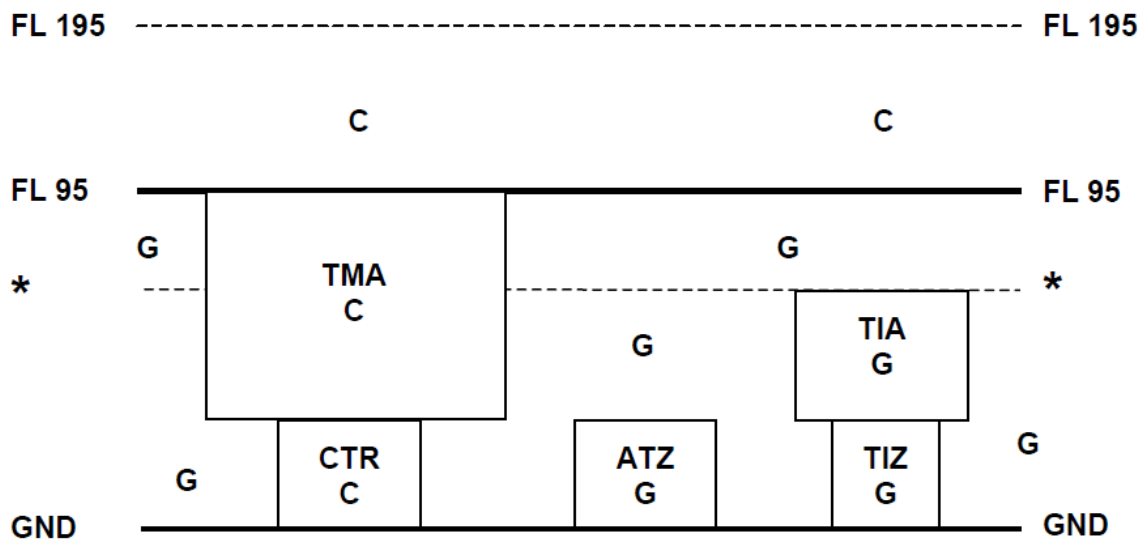 FL 195 FL 195
C C
FL 95 FL 95
G G
TMA
* *
C
TIA
G
G
CTR ATZ TIZ G
G
C G G
GND GND